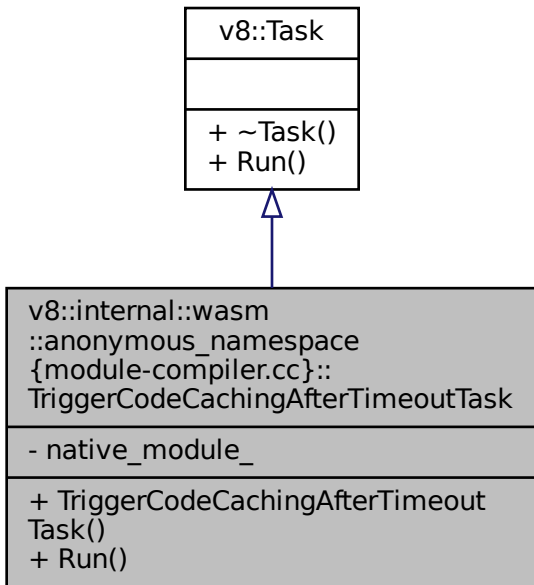 v8::Task
+ ~Task()
+ Run()
v8::internal::wasm
::anonymous_namespace
{module-compiler.cc}::
TriggerCodeCachingAfterTimeoutTask
- native_module_
+ TriggerCodeCachingAfterTimeout
Task()
+ Run()